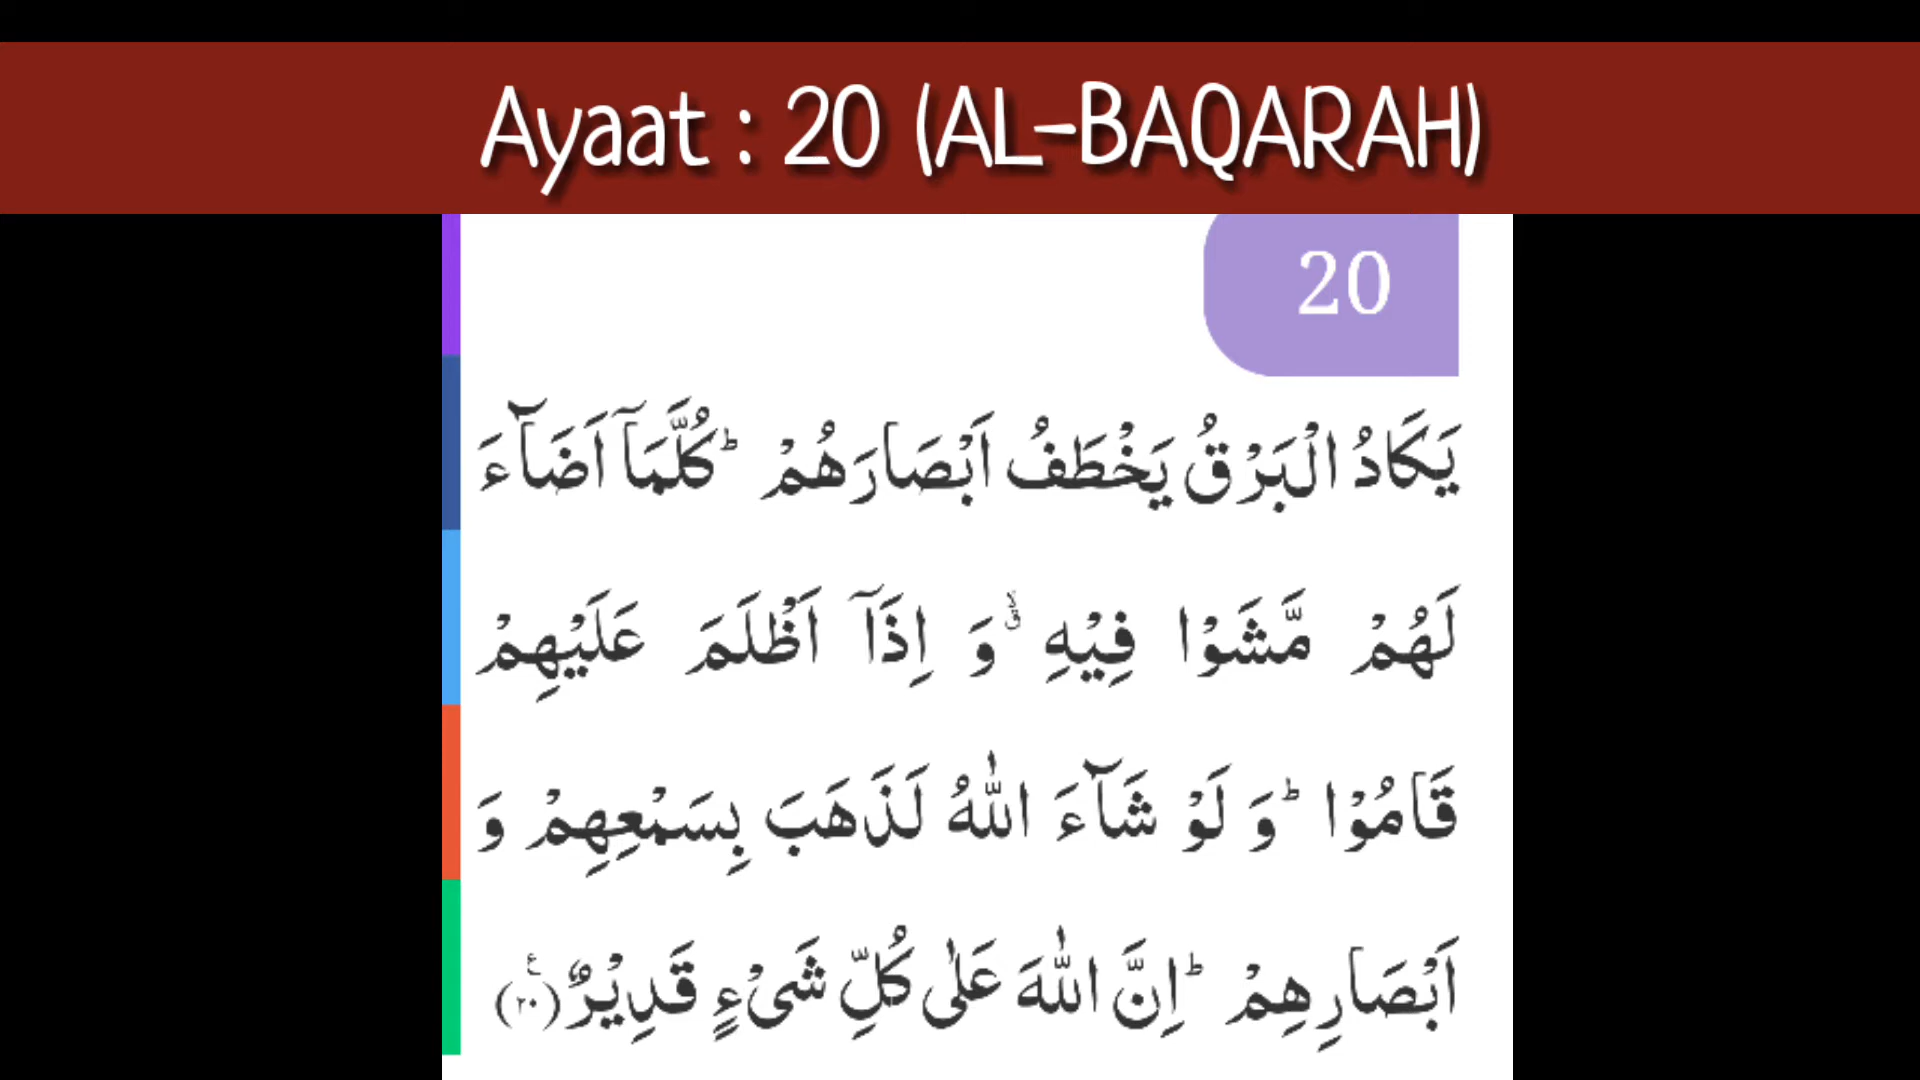 Ayaat : 20 (AL-BAQARAH)
20
یَكَادُ الْبَرْقُ یَخْطَفُ اَبْصَارَهُمْ ؕ كُلَّمَاۤ اَضَآءَ
لَهُمْ مَّشَوْا فِیْهِ ۙۗ وَ اِذَاۤ اَظْلَمَ عَلَیْهِمْ
قَامُوْا ؕ وَ لَوْ شَآءَ اللّٰهُ لَذَهَبَ بِسَمْعِهِمْ وَ
اَبْصَارِهِمْ ؕ اِنَّ اللّٰهَ عَلٰى كُلِّ شَیْءٍ قَدِیْرٌ۠(۲۰)